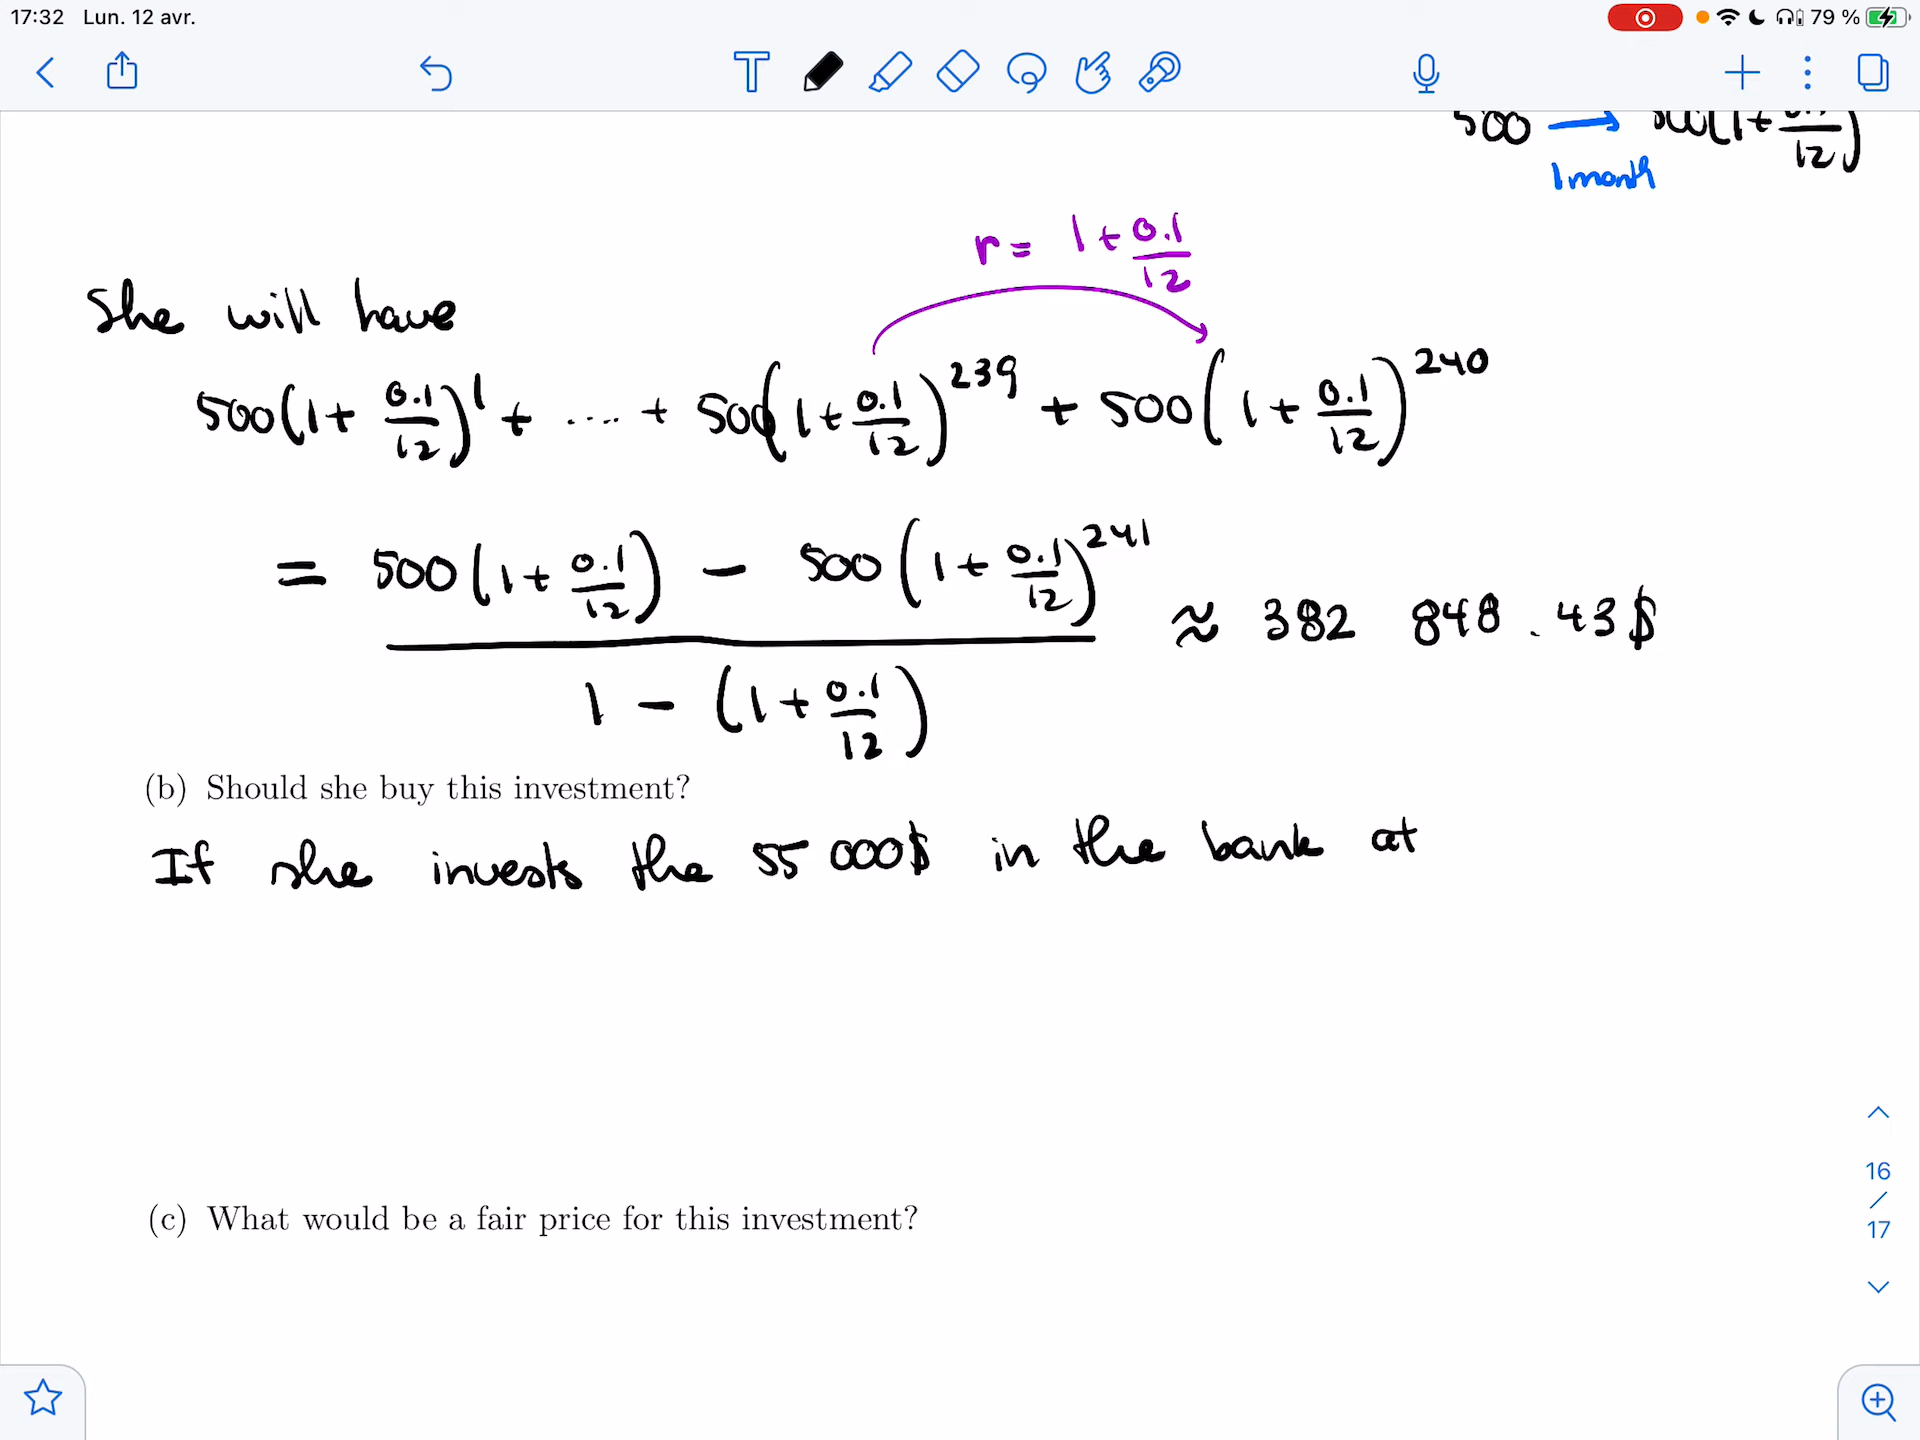 17:32 Lun. 12 avr. 79 %
T
500 → 500(1+0.1/12)
1 month
r = 1+0.1/12
She will have
500(1+0.1/12)^1 + .... + 500(1+0.1/12)^239 + 500(1+0.1/12)^240
= (500(1+0.1/12) - 500(1+0.1/12)^241) / (1-(1+0.1/12)) ≈ 382 848.43$
(b) Should she buy this investment?
If she invests the 55 000$ in the bank at
(c) What would be a fair price for this investment?
16
/
17